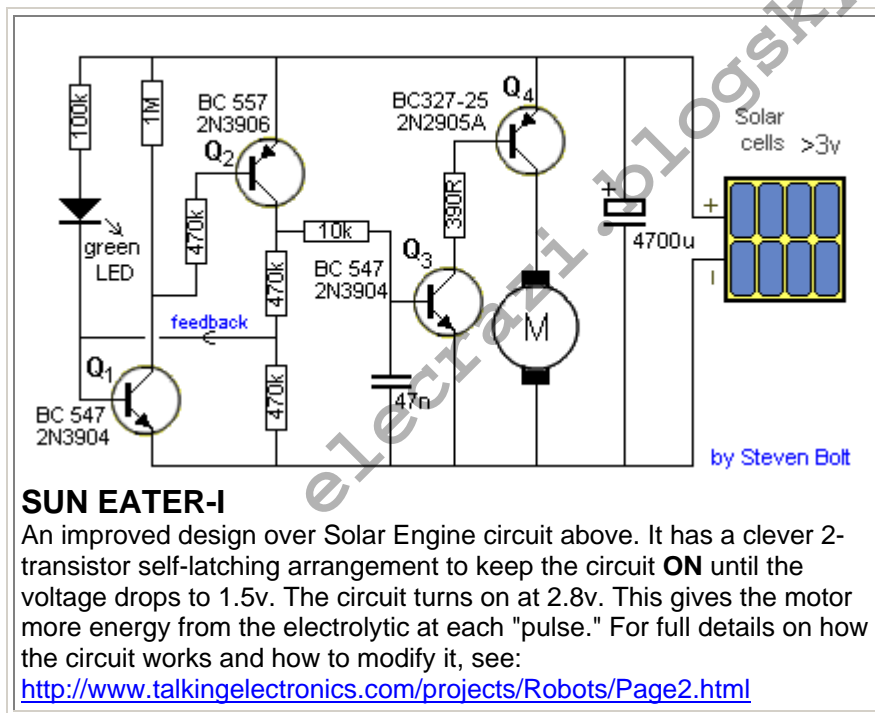 100k
1M
BC 557
2N3906
Q2
470k
green
LED
feedback
10k
470k
470k
Q1
BC 547
2N3904
BC327-25
2N2905A
Q4
390R
Q3
BC 547
2N3904
47n
M
+
4700u
Solar
cells >3v
+
I
by Steven Bolt
elecrazi.blogsky
SUN EATER-I
An improved design over Solar Engine circuit above. It has a clever 2-
transistor self-latching arrangement to keep the circuit ON until the
voltage drops to 1.5v. The circuit turns on at 2.8v. This gives the motor
more energy from the electrolytic at each "pulse." For full details on how
the circuit works and how to modify it, see:
http://www.talkingelectronics.com/projects/Robots/Page2.html